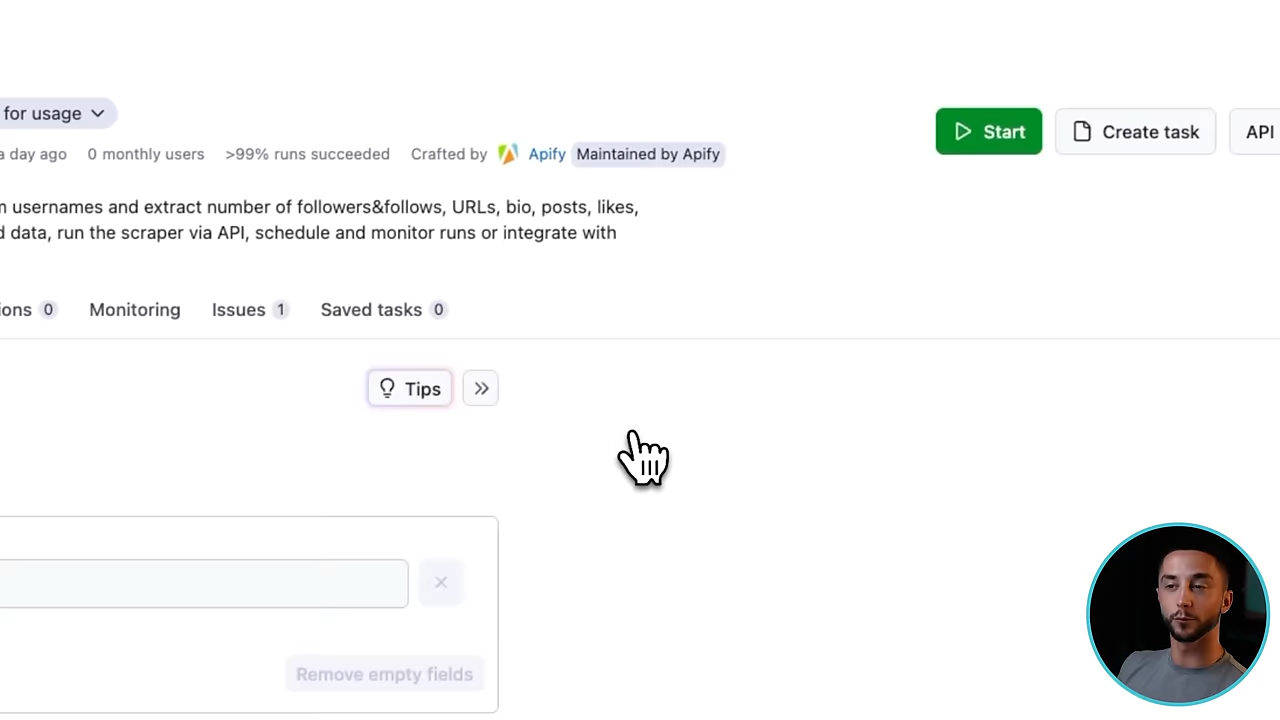 for usage
Start
Create task
API
a day ago 0 monthly users >99% runs succeeded Crafted by Apify Maintained by Apify
usernames and extract number of followers&follows, URLs, bio, posts, likes,
data, run the scraper via API, schedule and monitor runs or integrate with
ions 0 Monitoring Issues 1 Saved tasks 0
Tips
Remove empty fields